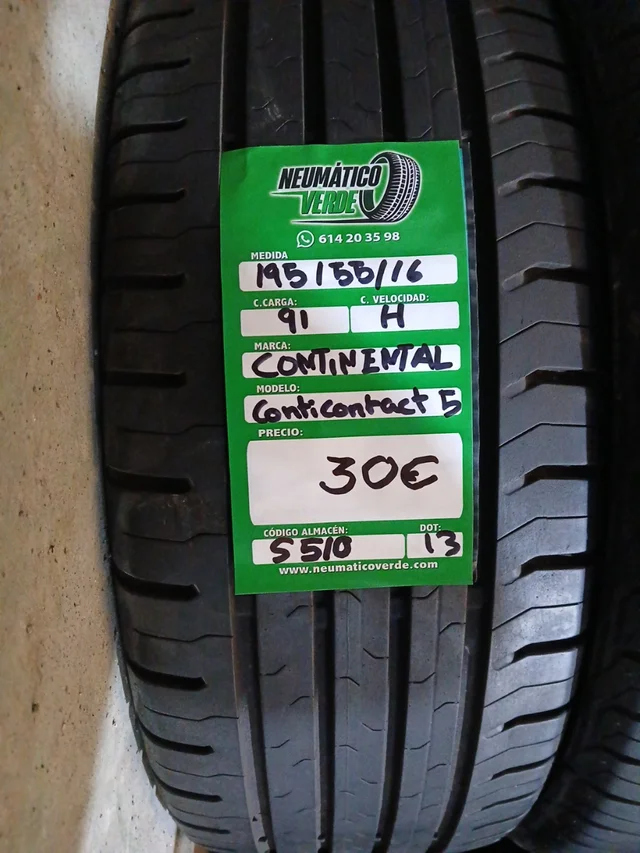 NEUMÁTICO
VERDE
614 20 35 98
MEDIDA
195/55/16
C.CARGA: C. VELOCIDAD:
91 H
MARCA:
CONTINENTAL
MODELO:
Conticontact 5
PRECIO:
30€
CÓDIGO ALMACÉN: DOT:
S510 13
www.neumaticoverde.com